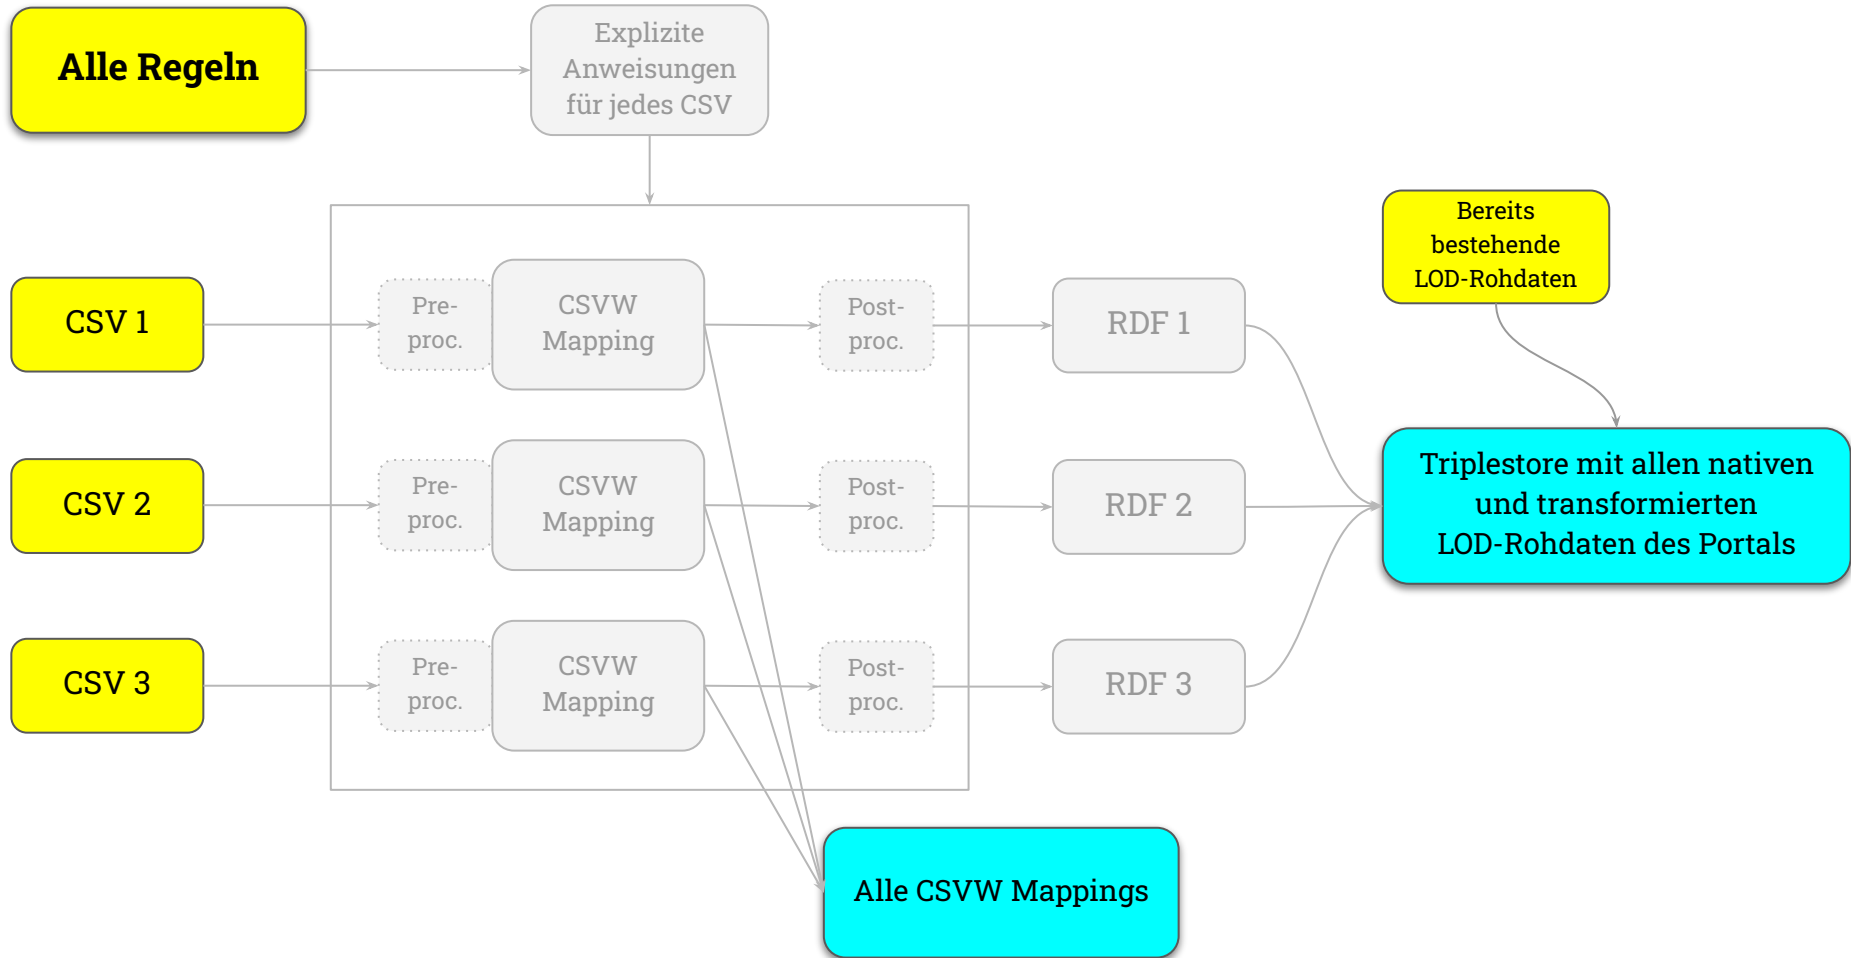 Alle Regeln
Explizite
Anweisungen
für jedes CSV
Bereits
bestehende
LOD-Rohdaten
CSV 1
Pre-
proc.
CSVW
Mapping
Post-
proc.
RDF 1
CSV 2
Pre-
proc.
CSVW
Mapping
Post-
proc.
RDF 2
Triplestore mit allen nativen
und transformierten
LOD-Rohdaten des Portals
CSV 3
Pre-
proc.
CSVW
Mapping
Post-
proc.
RDF 3
Alle CSVW Mappings